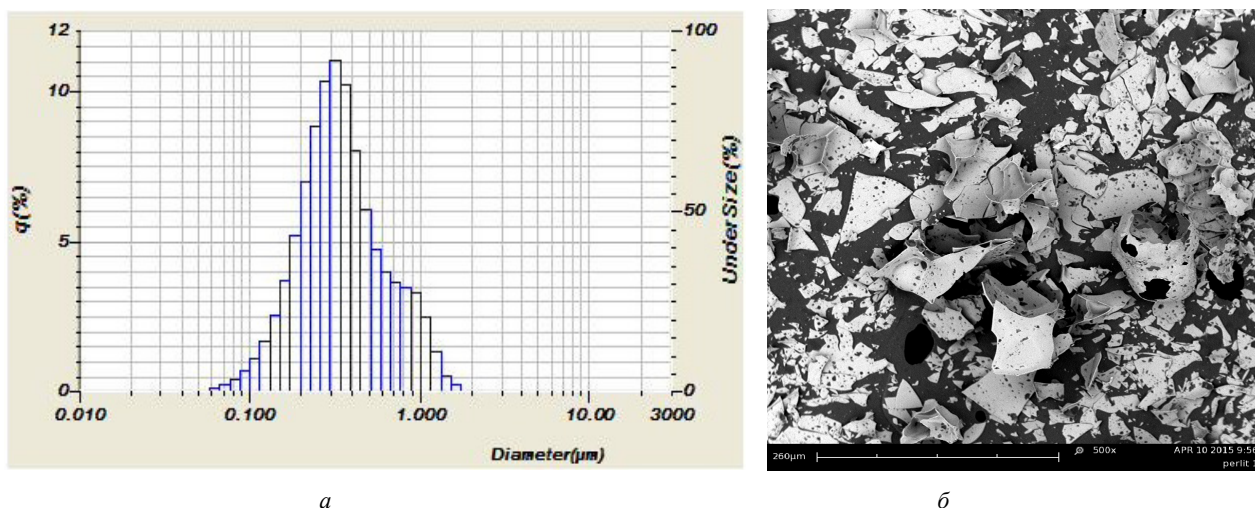 12
10
5
0
q(%)
100
50
0
UnderSize(%)
0.010 0.100 1.000 10.00 3000
Diameter(µm)
260µm 500x APR 10 2015 9:56
perlit
а б